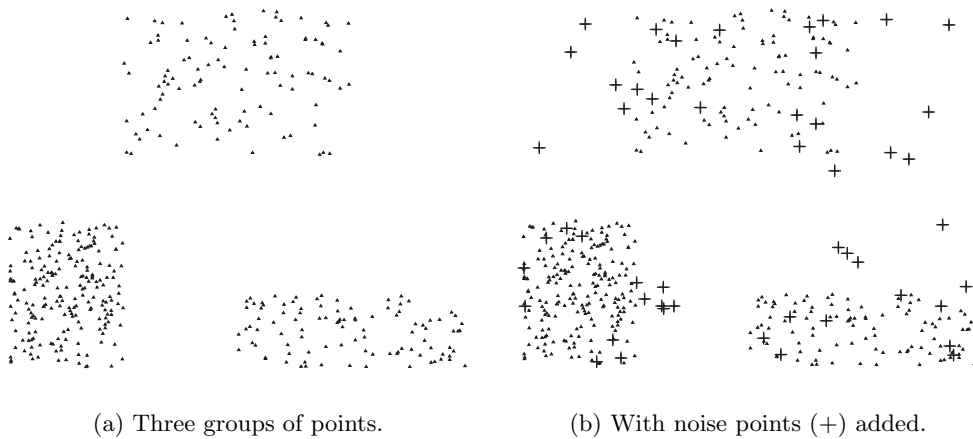 (a) Three groups of points.
(b) With noise points (+) added.